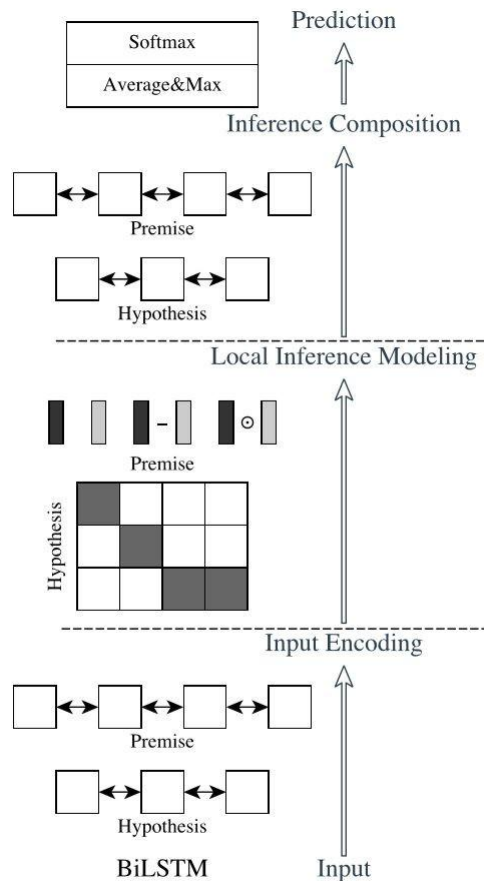 Prediction
Softmax
Average&Max
Inference Composition
Premise
Hypothesis
Local Inference Modeling
–
⊙
Premise
Hypothesis
Input Encoding
Premise
Hypothesis
BiLSTM
Input